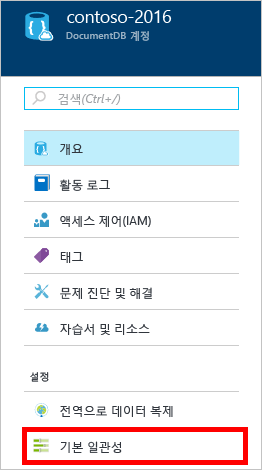 contoso-2016
DocumentDB 계정
검색(Ctrl+/)
개요
활동 로그
액세스 제어(IAM)
태그
문제 진단 및 해결
자습서 및 리소스
설정
전역으로 데이터 복제
기본 일관성